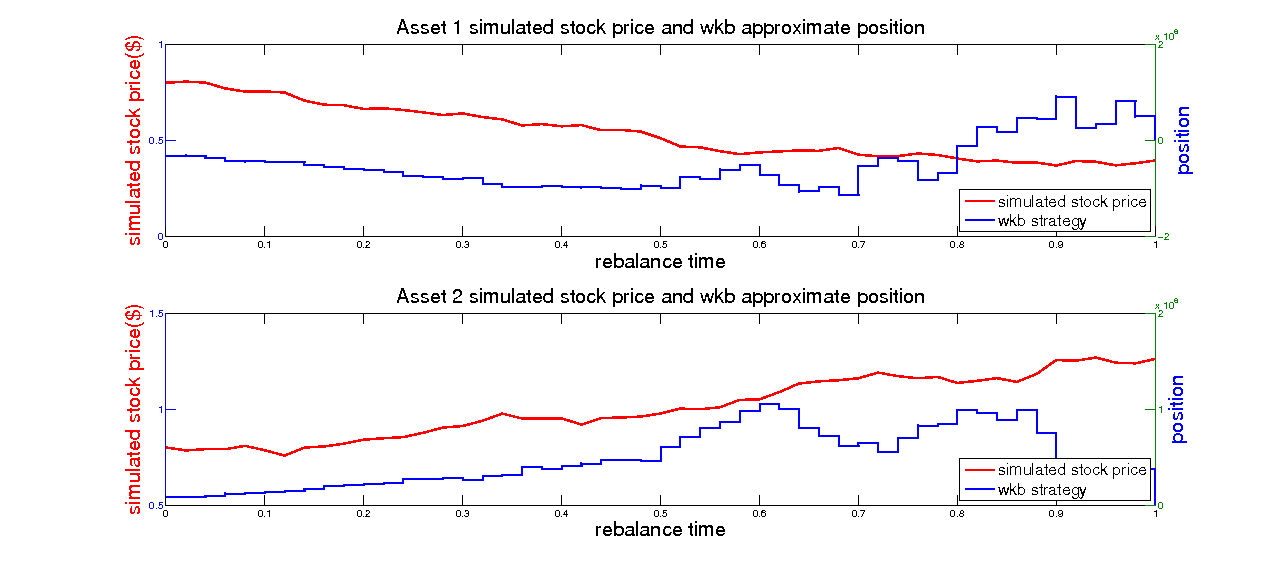 Asset 1 simulated stock price and wkb approximate position
simulated stock price($)
1
0.5
0
x 10
2
0
-2
position
simulated stock price
wkb strategy
0 0.1 0.2 0.3 0.4 0.5 0.6 0.7 0.8 0.9 1
rebalance time
Asset 2 simulated stock price and wkb approximate position
simulated stock price($)
1.5
1
0.5
x 10
2
1
0
position
simulated stock price
wkb strategy
0 0.1 0.2 0.3 0.4 0.5 0.6 0.7 0.8 0.9 1
rebalance time